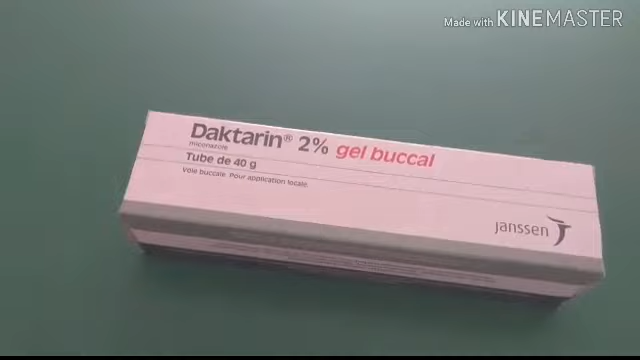 Made with KINEMASTER
Daktarin® 2% gel buccal
miconazole
Tube de 40 g
Voie buccale. Pour application locale.
Janssen